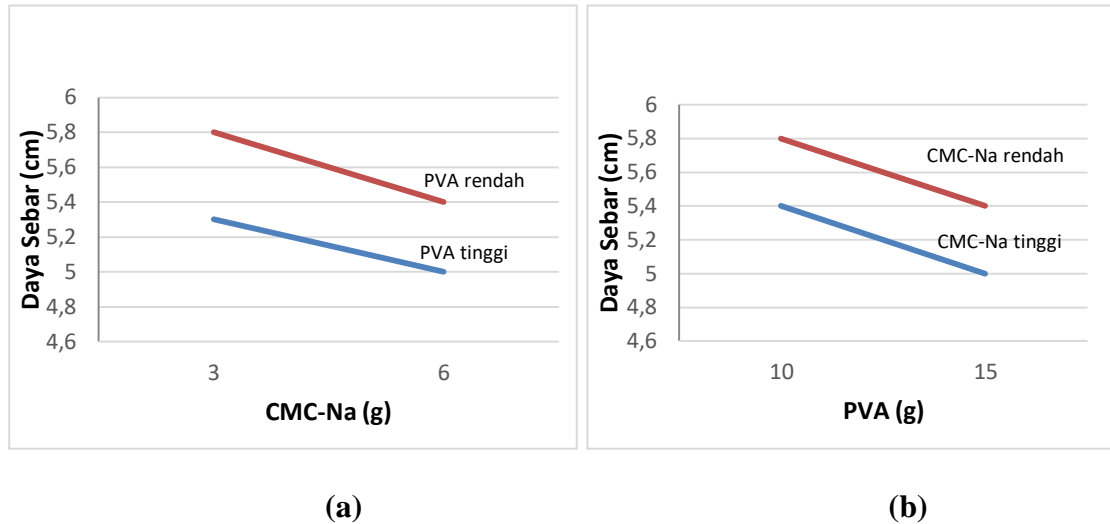 6
5,8
5,6
5,4
5,2
5
4,8
4,6
Daya Sebar (cm)
PVA rendah
PVA tinggi
3 6
CMC-Na (g)
6
5,8
5,6
5,4
5,2
5
4,8
4,6
Daya Sebar (cm)
CMC-Na rendah
CMC-Na tinggi
10 15
PVA (g)
(a) (b)